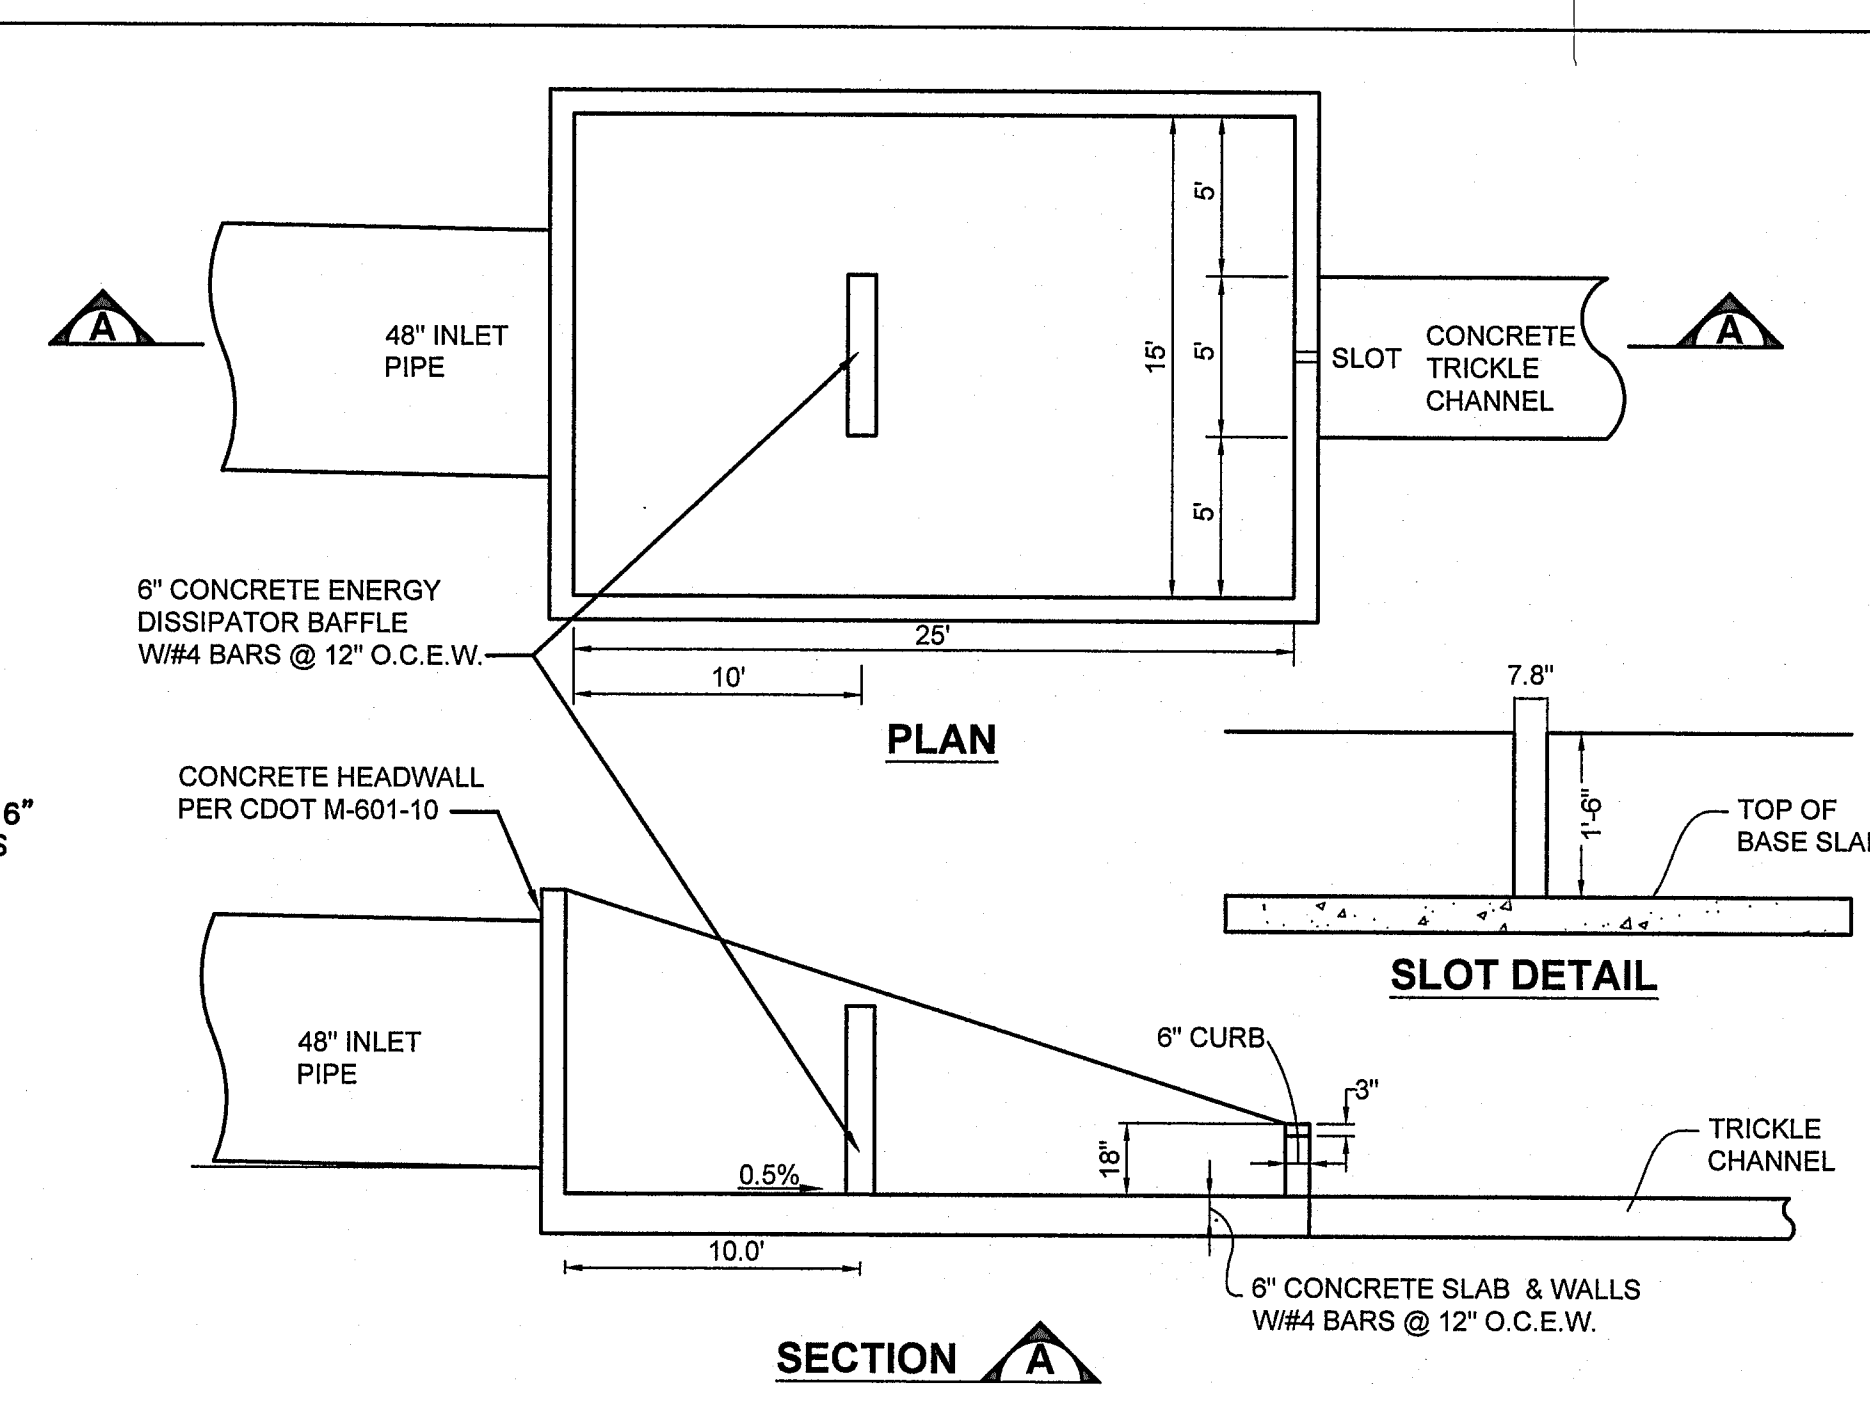 5'
A
48" INLET
PIPE
15'
5'
SLOT
CONCRETE
TRICKLE
CHANNEL
A
5'
6" CONCRETE ENERGY
DISSIPATOR BAFFLE
W/#4 BARS @ 12" O.C.E.W.
25'
10'
PLAN
7.8"
CONCRETE HEADWALL
PER CDOT M-601-10
6"
S
1'-6"
TOP OF
BASE SLA
SLOT DETAIL
48" INLET
PIPE
6" CURB
3"
18"
0.5%
TRICKLE
CHANNEL
10.0'
6" CONCRETE SLAB & WALLS
W/#4 BARS @ 12" O.C.E.W.
SECTION A